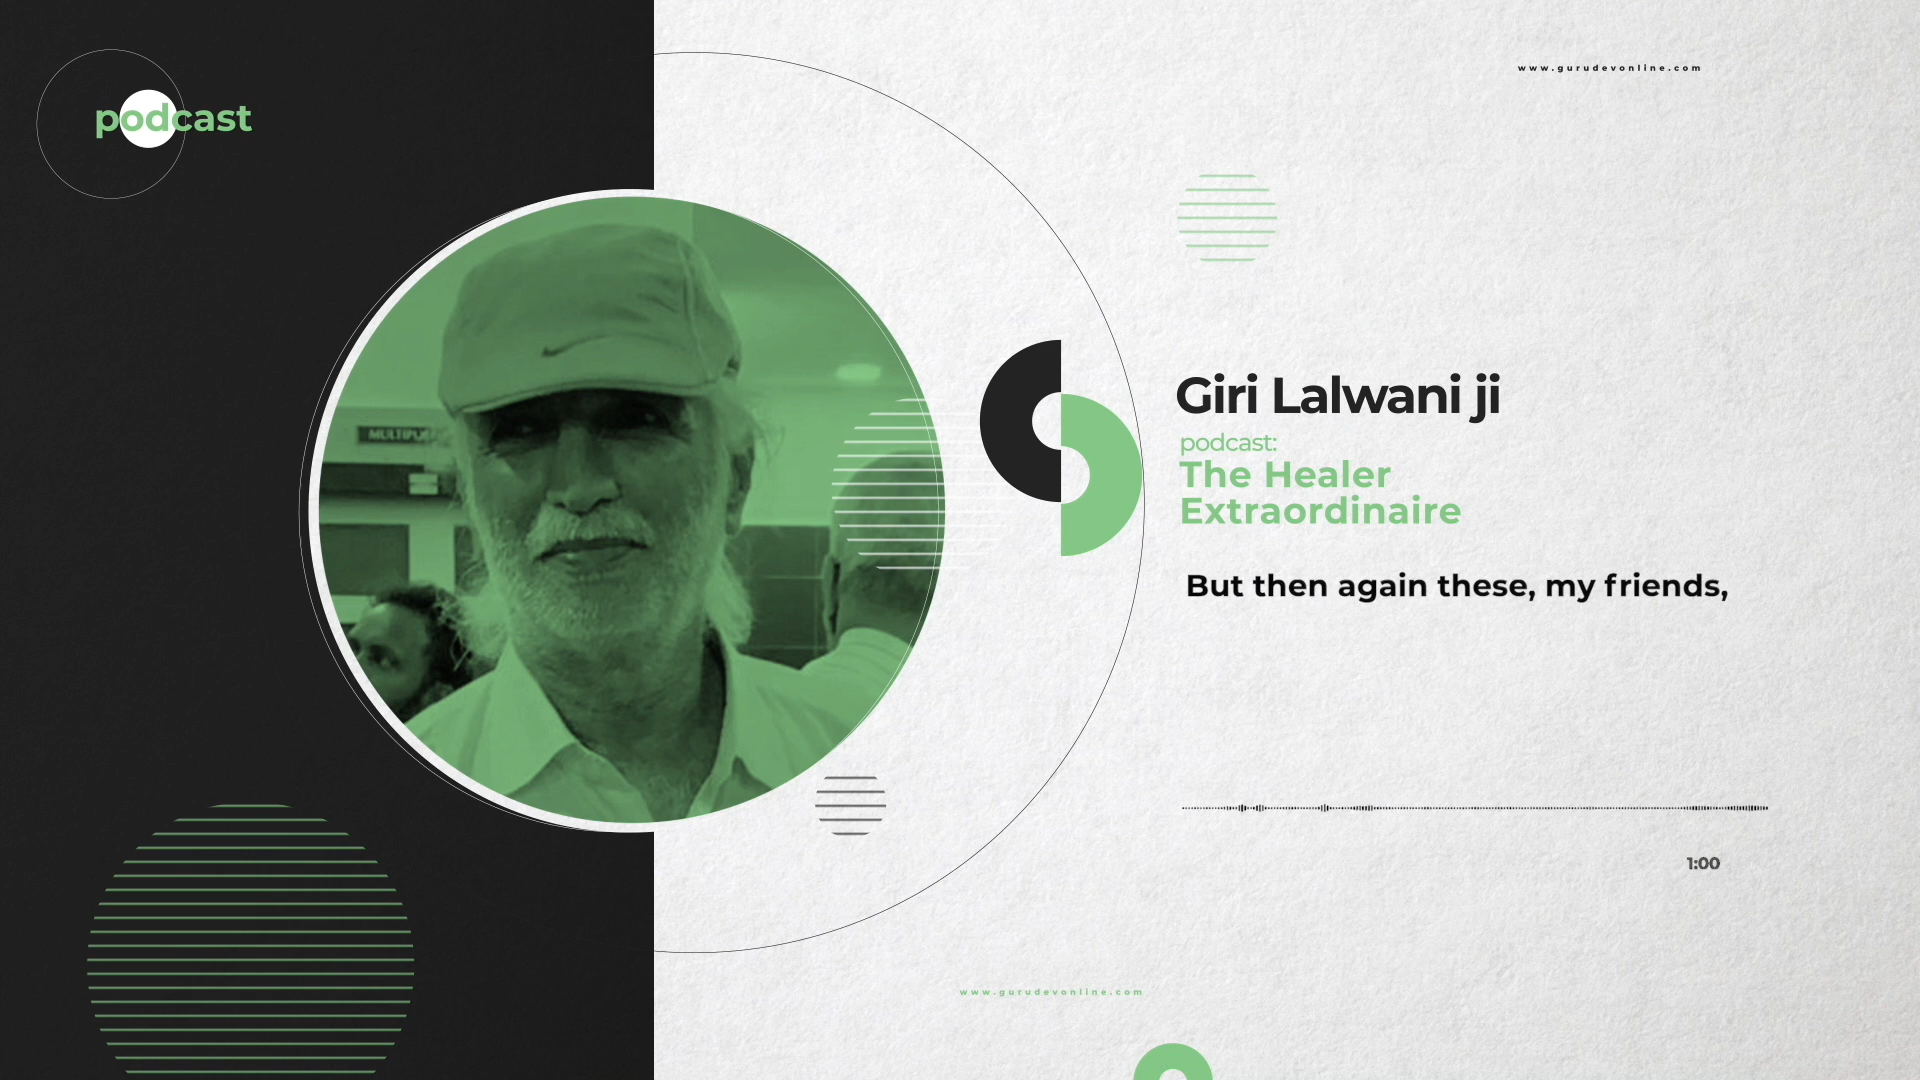 podcast
www.gurudevonline.com
MULTIPU
Giri Lalwani ji
podcast:
The Healer
Extraordinaire
But then again these, my friends,
1:00
www.gurudevonline.com